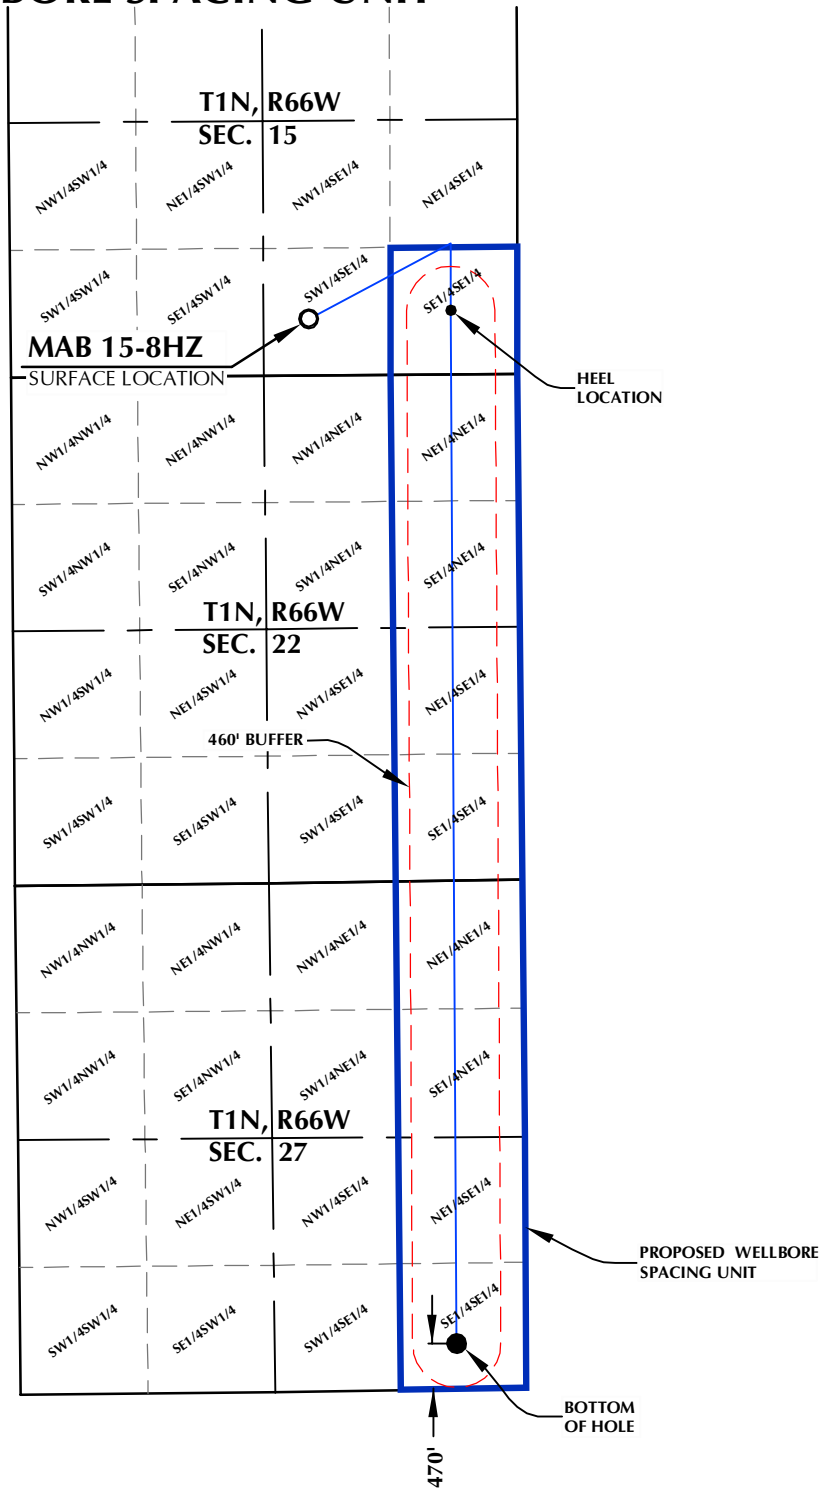 BORE SPACING UNIT
T1N, R66W
SEC. 15
NW1/4SW1/4
NE1/4SW1/4
NW1/4SE1/4
NE1/4SE1/4
SW1/4SW1/4
SE1/4SW1/4
SW1/4SE1/4
SE1/4SE1/4
MAB 15-8HZ
SURFACE LOCATION
HEEL
LOCATION
NW1/4NW1/4
NE1/4NW1/4
NW1/4NE1/4
NE1/4NE1/4
SW1/4NW1/4
SE1/4NW1/4
SW1/4NE1/4
SE1/4NE1/4
T1N, R66W
SEC. 22
NW1/4SW1/4
NE1/4SW1/4
NW1/4SE1/4
NE1/4SE1/4
460' BUFFER
SW1/4SW1/4
SE1/4SW1/4
SW1/4SE1/4
SE1/4SE1/4
NW1/4NW1/4
NE1/4NW1/4
NW1/4NE1/4
NE1/4NE1/4
SW1/4NW1/4
SE1/4NW1/4
SW1/4NE1/4
SE1/4NE1/4
T1N, R66W
SEC. 27
NW1/4SW1/4
NE1/4SW1/4
NW1/4SE1/4
NE1/4SE1/4
PROPOSED WELLBORE
SPACING UNIT
SW1/4SW1/4
SE1/4SW1/4
SW1/4SE1/4
SE1/4SE1/4
BOTTOM
OF HOLE
470'